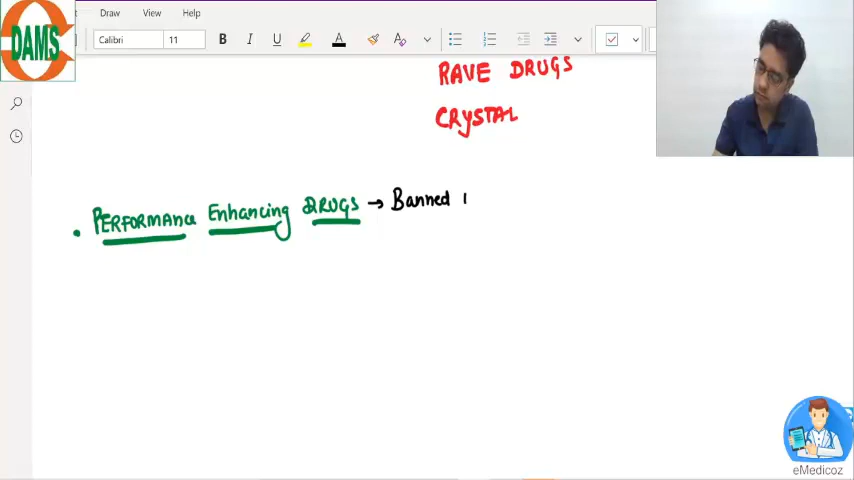 DAMS
Draw View Help
Calibri 11 B I U A A
RAVE DRUGS
CRYSTAL
• PERFORMANCE Enhancing DRUGS → Banned
eMedicoz